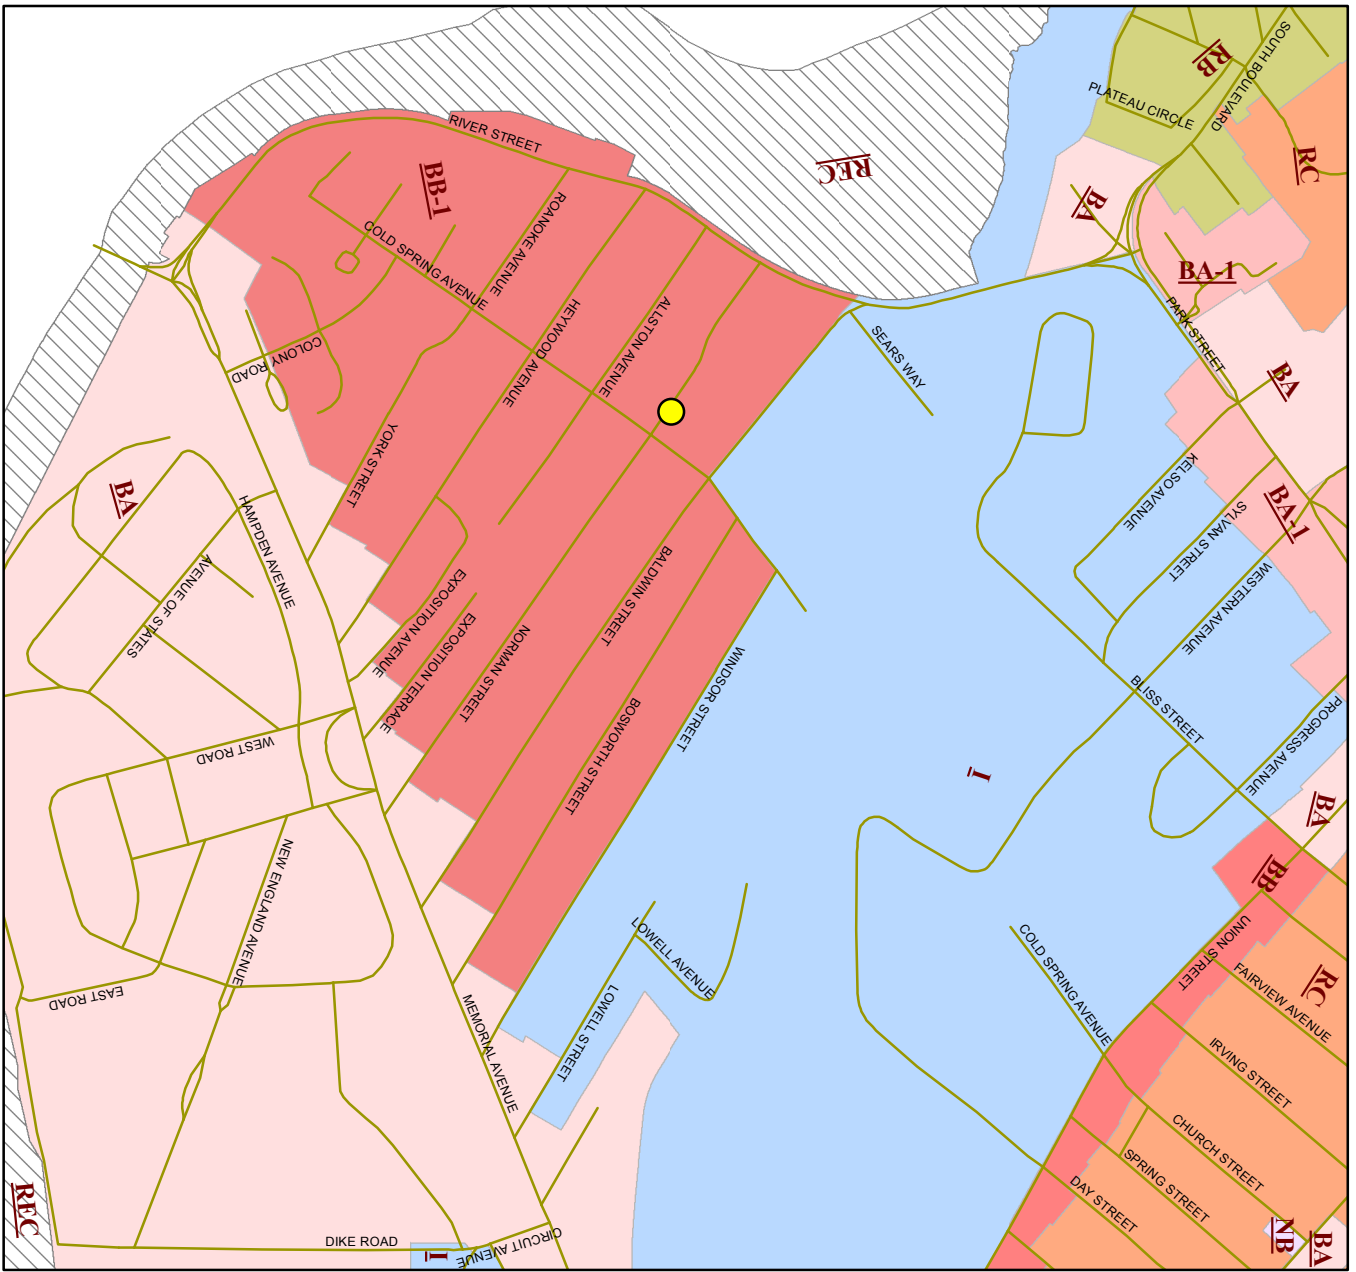 SOUTH BOULEVARD
RB
PLATEAU CIRCLE
RIVER STREET
RC
REC
BB-1
BA
ROANOKE AVENUE
COLD SPRING AVENUE
BA-1
HEYWOOD AVENUE
ALLSTON AVENUE
PARK STREET
SEARS WAY
COLONY ROAD
BA
YORK STREET
KELSO AVENUE
BA
BA-1
HAMPDEN AVENUE
SYLVAN STREET
AVENUE OF STATES
EXPOSITION AVENUE
EXPOSITION TERRACE
BALDWIN STREET
WESTERN AVENUE
NORMAN STREET
WINDSOR STREET
BLISS STREET
BOSWORTH STREET
PROGRESS AVENUE
WEST ROAD
I
BA
NEW ENGLAND AVENUE
BB
LOWELL AVENUE
COLD SPRING AVENUE
UNION STREET
FAIRVIEW AVENUE
RC
EAST ROAD
LOWELL STREET
MEMORIAL AVENUE
IRVING STREET
CHURCH STREET
SPRING STREET
DAY STREET
REC
DIKE ROAD
I
CIRCUIT AVENUE
NB
BA